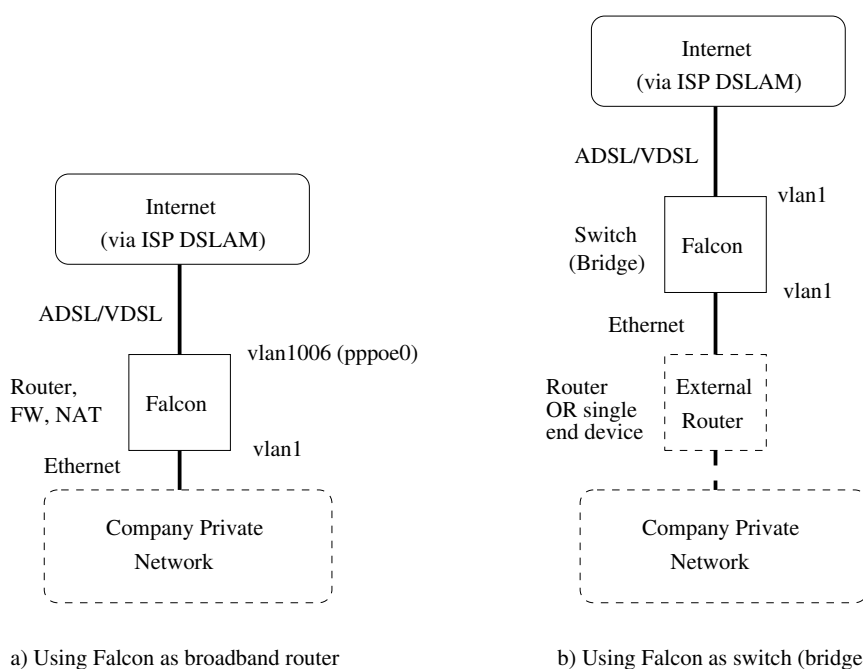 Internet
(via ISP DSLAM)
ADSL/VDSL
vlan1006 (pppoe0)
Router,
FW, NAT
Falcon
vlan1
Ethernet
Company Private
Network
a) Using Falcon as broadband router
Internet
(via ISP DSLAM)
ADSL/VDSL
vlan1
Switch
(Bridge)
Falcon
vlan1
Ethernet
Router
OR single
end device
External
Router
Company Private
Network
b) Using Falcon as switch (bridge